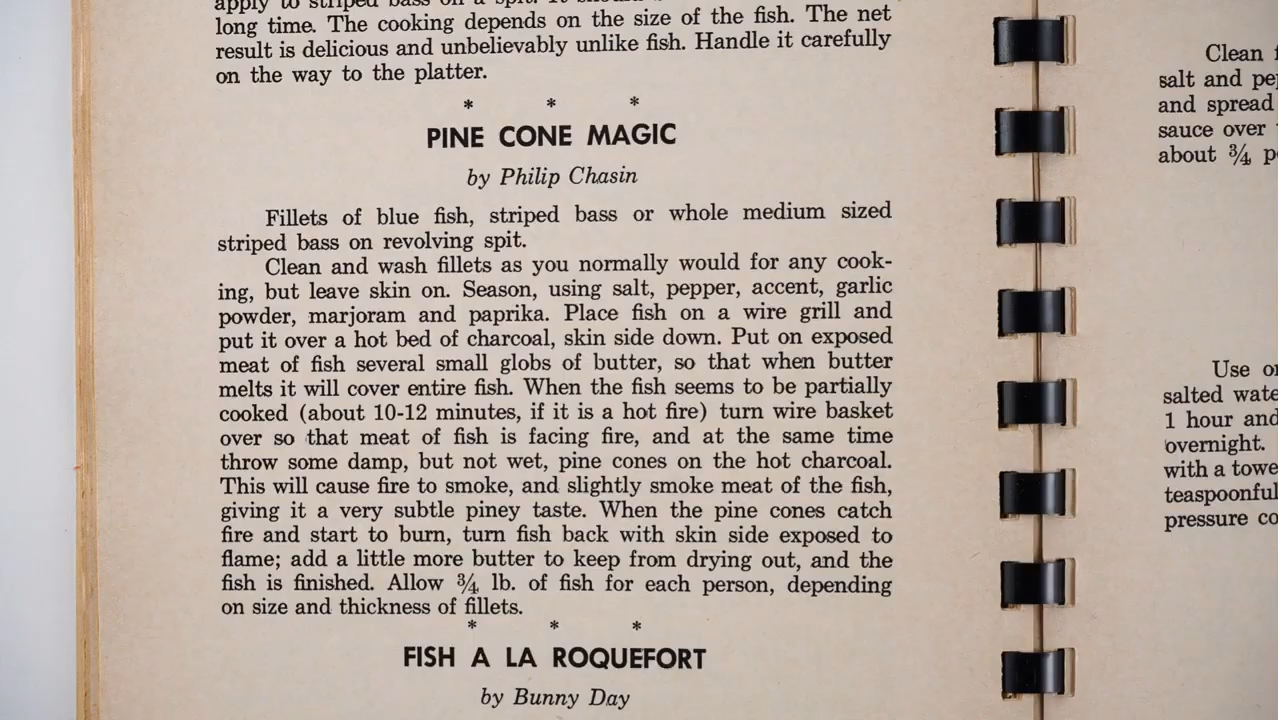 apply to striped bass on a spit. It should
long time. The cooking depends on the size of the fish. The net
result is delicious and unbelievably unlike fish. Handle it carefully
on the way to the platter.
* * *
PINE CONE MAGIC
by Philip Chasin
Fillets of blue fish, striped bass or whole medium sized
striped bass on revolving spit.
Clean and wash fillets as you normally would for any cook-
ing, but leave skin on. Season, using salt, pepper, accent, garlic
powder, marjoram and paprika. Place fish on a wire grill and
put it over a hot bed of charcoal, skin side down. Put on exposed
meat of fish several small globs of butter, so that when butter
melts it will cover entire fish. When the fish seems to be partially
cooked (about 10-12 minutes, if it is a hot fire) turn wire basket
over so that meat of fish is facing fire, and at the same time
throw some damp, but not wet, pine cones on the hot charcoal.
This will cause fire to smoke, and slightly smoke meat of the fish,
giving it a very subtle piney taste. When the pine cones catch
fire and start to burn, turn fish back with skin side exposed to
flame; add a little more butter to keep from drying out, and the
fish is finished. Allow ¾ lb. of fish for each person, depending
on size and thickness of fillets.
* * *
FISH A LA ROQUEFORT
by Bunny Day
Clean
salt and
and spread
sauce over
about ¾
Use
salted
1 hour and
overnight.
with a
pressure